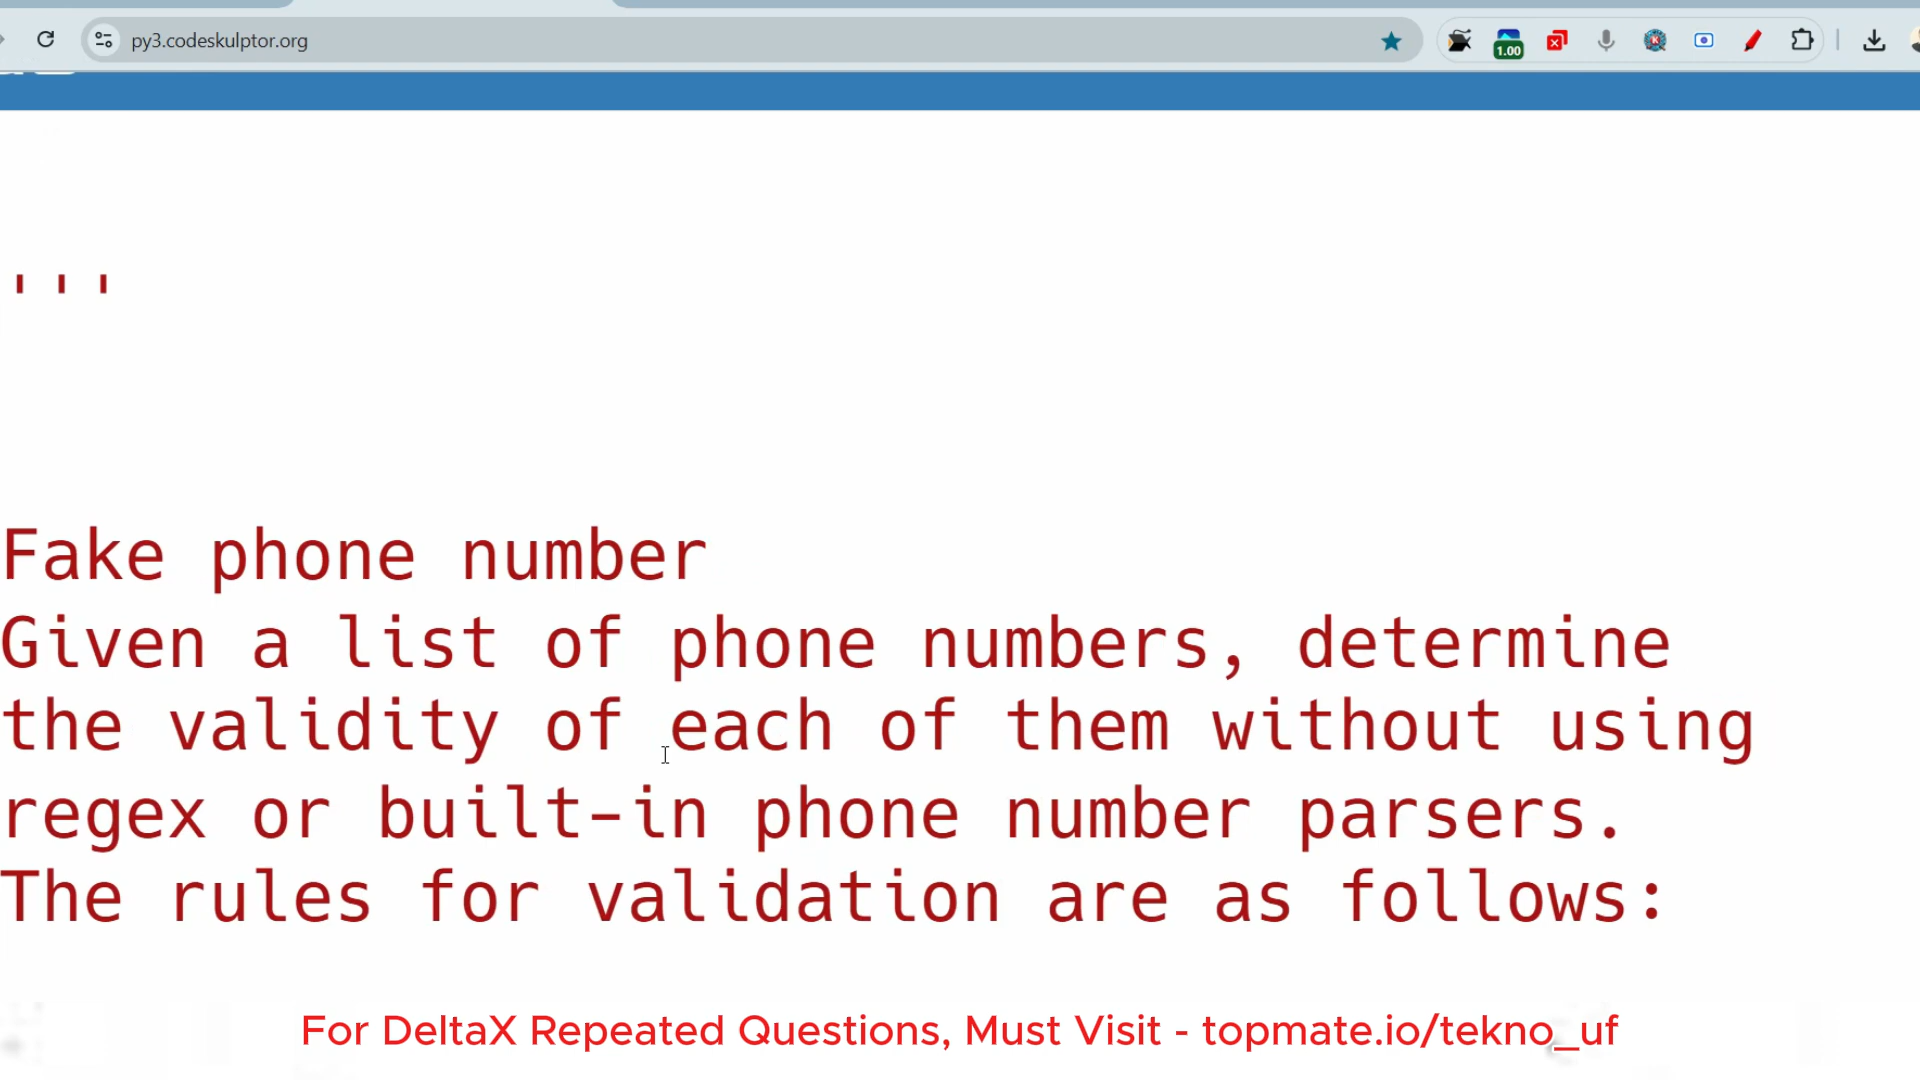 py3.codeskulptor.org
1.00
'''
Fake phone number
Given a list of phone numbers, determine
the validity of each of them without using
regex or built-in phone number parsers.
The rules for validation are as follows:
For DeltaX Repeated Questions, Must Visit - topmate.io/tekno_uf